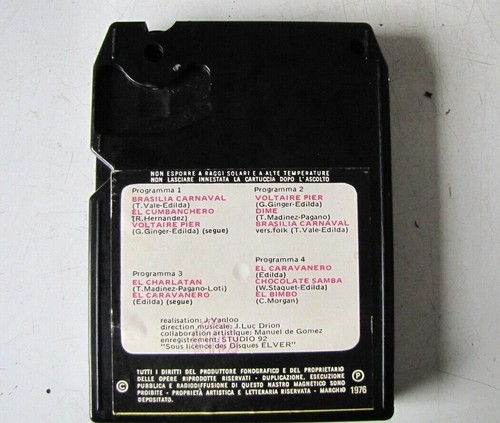 NON ESPORRE A RAGGI SOLARI E A ALTE TEMPERATURE
NON LASCIARE INNESTATA LA CARTUCCIA DOPO L'ASCOLTO
Programma 1
BRASILIA CARNAVAL
(T.Vale-Edilda)
EL CUMBANCHERO
(R.Hernandez)
VOLTAIRE PIER
(G.Ginger-Edilda) (segue)
Programma 2
VOLTAIRE PIER
(G.Ginger-Edilda)
DIME
(T.Madinez-Pagano)
BRASILIA CARNAVAL
vers.folk (T.Vale-Edilda)
Programma 3
EL CHARLATAN
(T.Madinez-Pagano-Loti)
EL CARAVANERO
(Edilda) (segue)
Programma 4
EL CARAVANERO
(Edilda)
CHOCOLATE SAMBA
(W.Staquet-Edilda)
EL BIMBO
(C.Morgan)
realisation: J.Vanloo
direction musicale: J.Luc Drion
collaboration artistique: Manuel de Gomez
enregistrement: STUDIO 92
"Sous licence des Disques ELVER"
TUTTI I DIRITTI DEL PRODUTTORE FONOGRAFICO E DEL PROPRIETARIO
DELLE OPERE RIPRODOTTE RISERVATI - DUPLICAZIONE, ESECUZIONE
PUBBLICA E RADIODIFFUSIONE DI QUESTO NASTRO MAGNETICO SONO
PROIBITE - PROPRIETÀ ARTISTICA E LETTERARIA RISERVATA - MARCHIO
DEPOSITATO.
© ℗ 1976